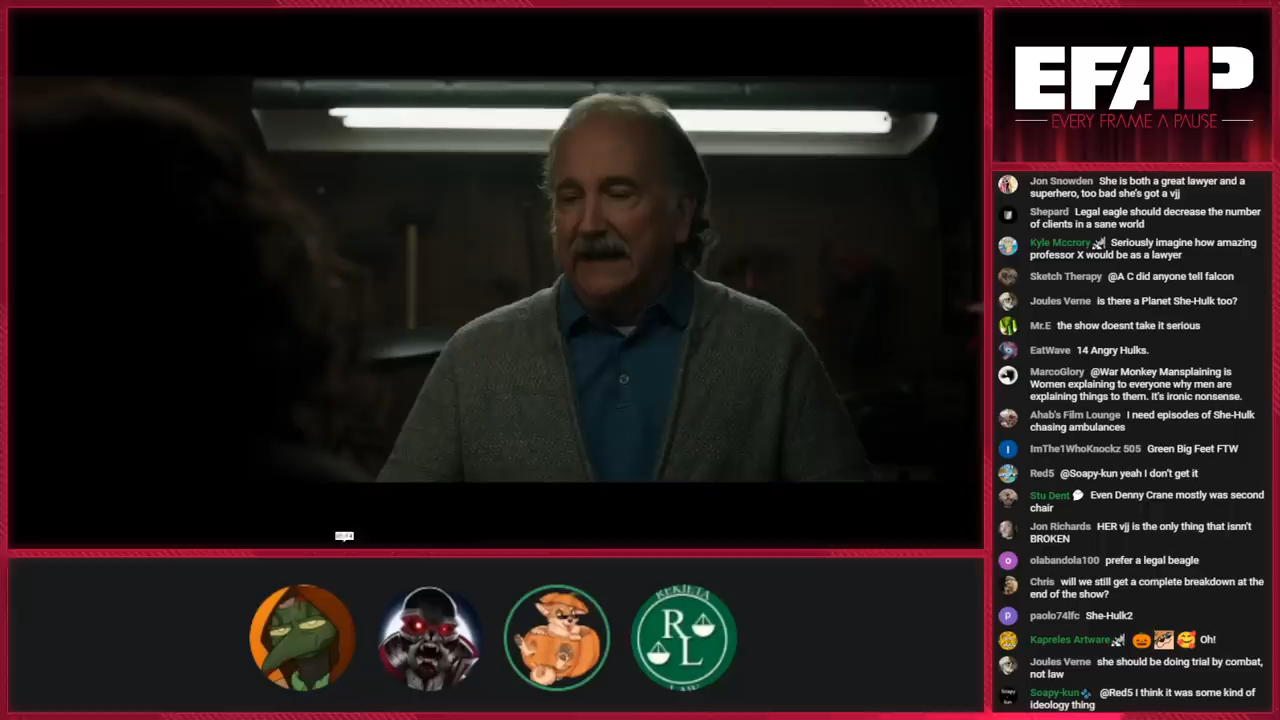 EFAP
EVERY FRAME A PAUSE
Jon Snowden She is both a great lawyer and a
superhero, too bad she's got a vjj
Shepard Legal eagle should decrease the number
of clients in a sane world
Kyle Mccrory Seriously imagine how amazing
professor X would be as a lawyer
Sketch Therapy @A C did anyone tell falcon
Joules Verne is there a Planet She-Hulk too?
Mr.E the show doesnt take it serious
EatWave 14 Angry Hulks.
MarcoGlory @War Monkey Mansplaining is
Women explaining to everyone why men are
explaining things to them. It's ironic nonsense.
Ahab's Film Lounge I need episodes of She-Hulk
chasing ambulances
ImThe1WhoKnockz 505 Green Big Feet FTW
Red5 @Soapy-kun yeah I don't get it
Stu Dent Even Denny Crane mostly was second
chair
Jon Richards HER vjj is the only thing that isnn't
BROKEN
olabandola100 prefer a legal beagle
Chris will we still get a complete breakdown at the
end of the show?
paolo74lfc She-Hulk2
Kapreles Artware Oh!
Joules Verne she should be doing trial by combat,
not law
Soapy-kun @Red5 I think it was some kind of
ideology thing
REKIETA
R
L
LAW